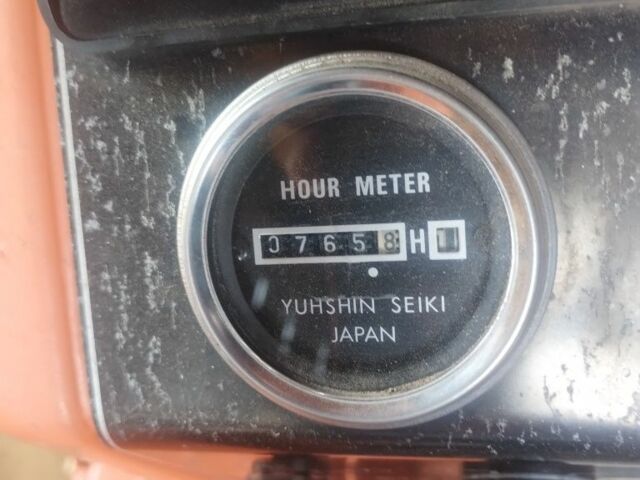 HOUR METER
07658 H
YUHSHIN SEIKI
JAPAN